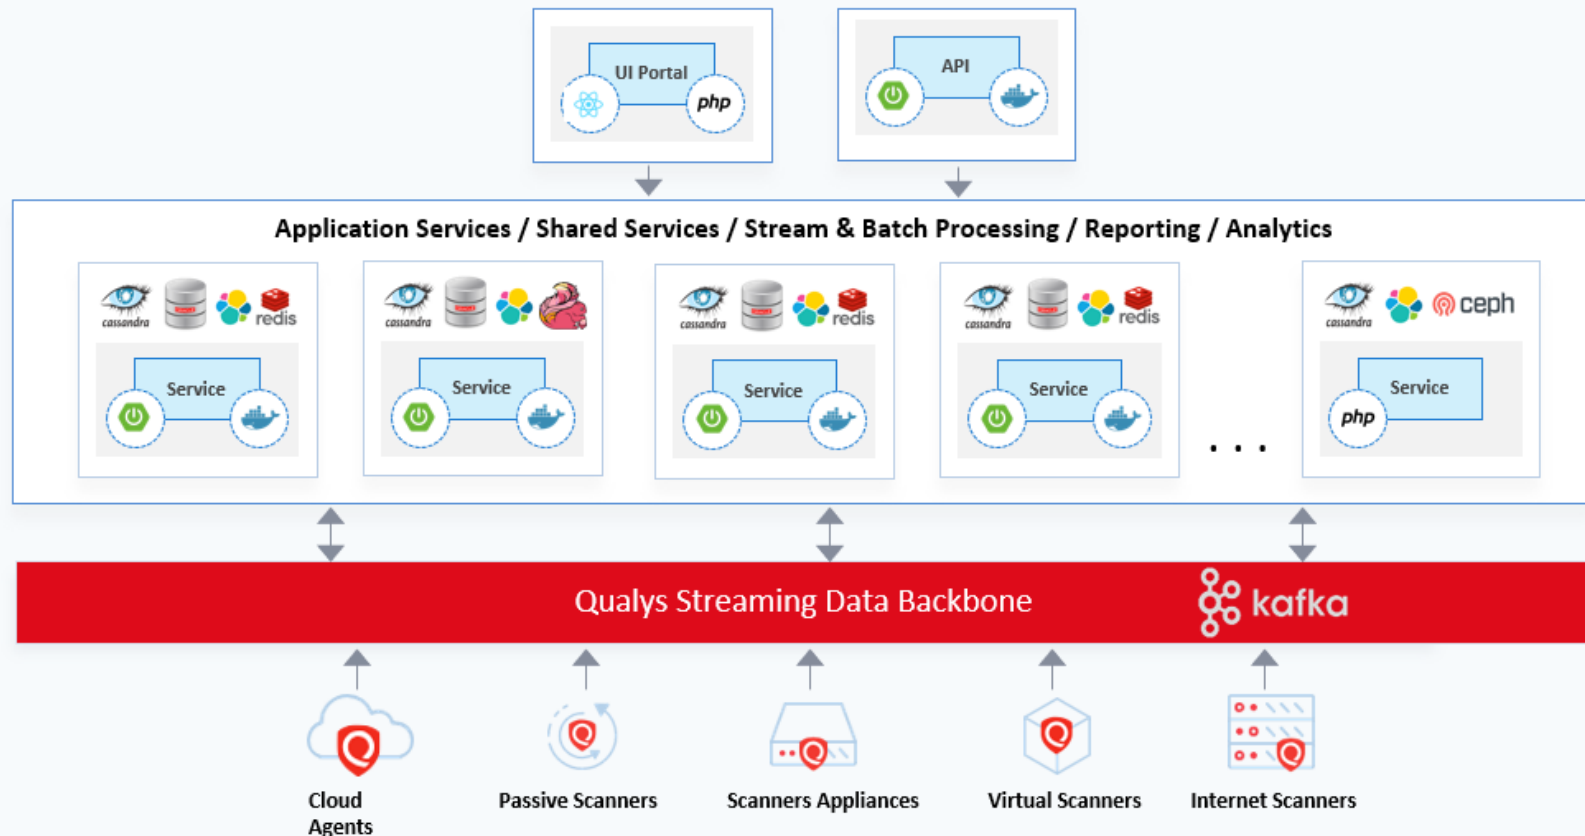 UI Portal
php
API
Application Services / Shared Services / Stream & Batch Processing / Reporting / Analytics
cassandra
redis
cassandra
cassandra
redis
cassandra
redis
cassandra
ceph
Service
Service
Service
Service
Service
php
. . .
Qualys Streaming Data Backbone
kafka
Cloud
Agents
Passive Scanners
Scanners Appliances
Virtual Scanners
Internet Scanners